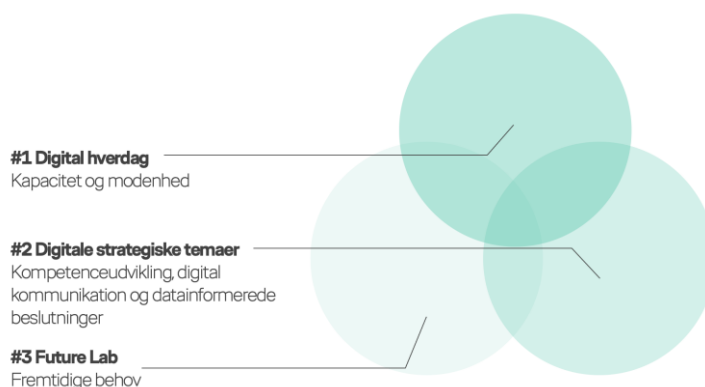 #1 Digital hverdag
Kapacitet og modenhed
#2 Digitale strategiske temaer
Kompetenceudvikling, digital
kommunikation og datainformerede
beslutninger
#3 Future Lab
Fremtidige behov